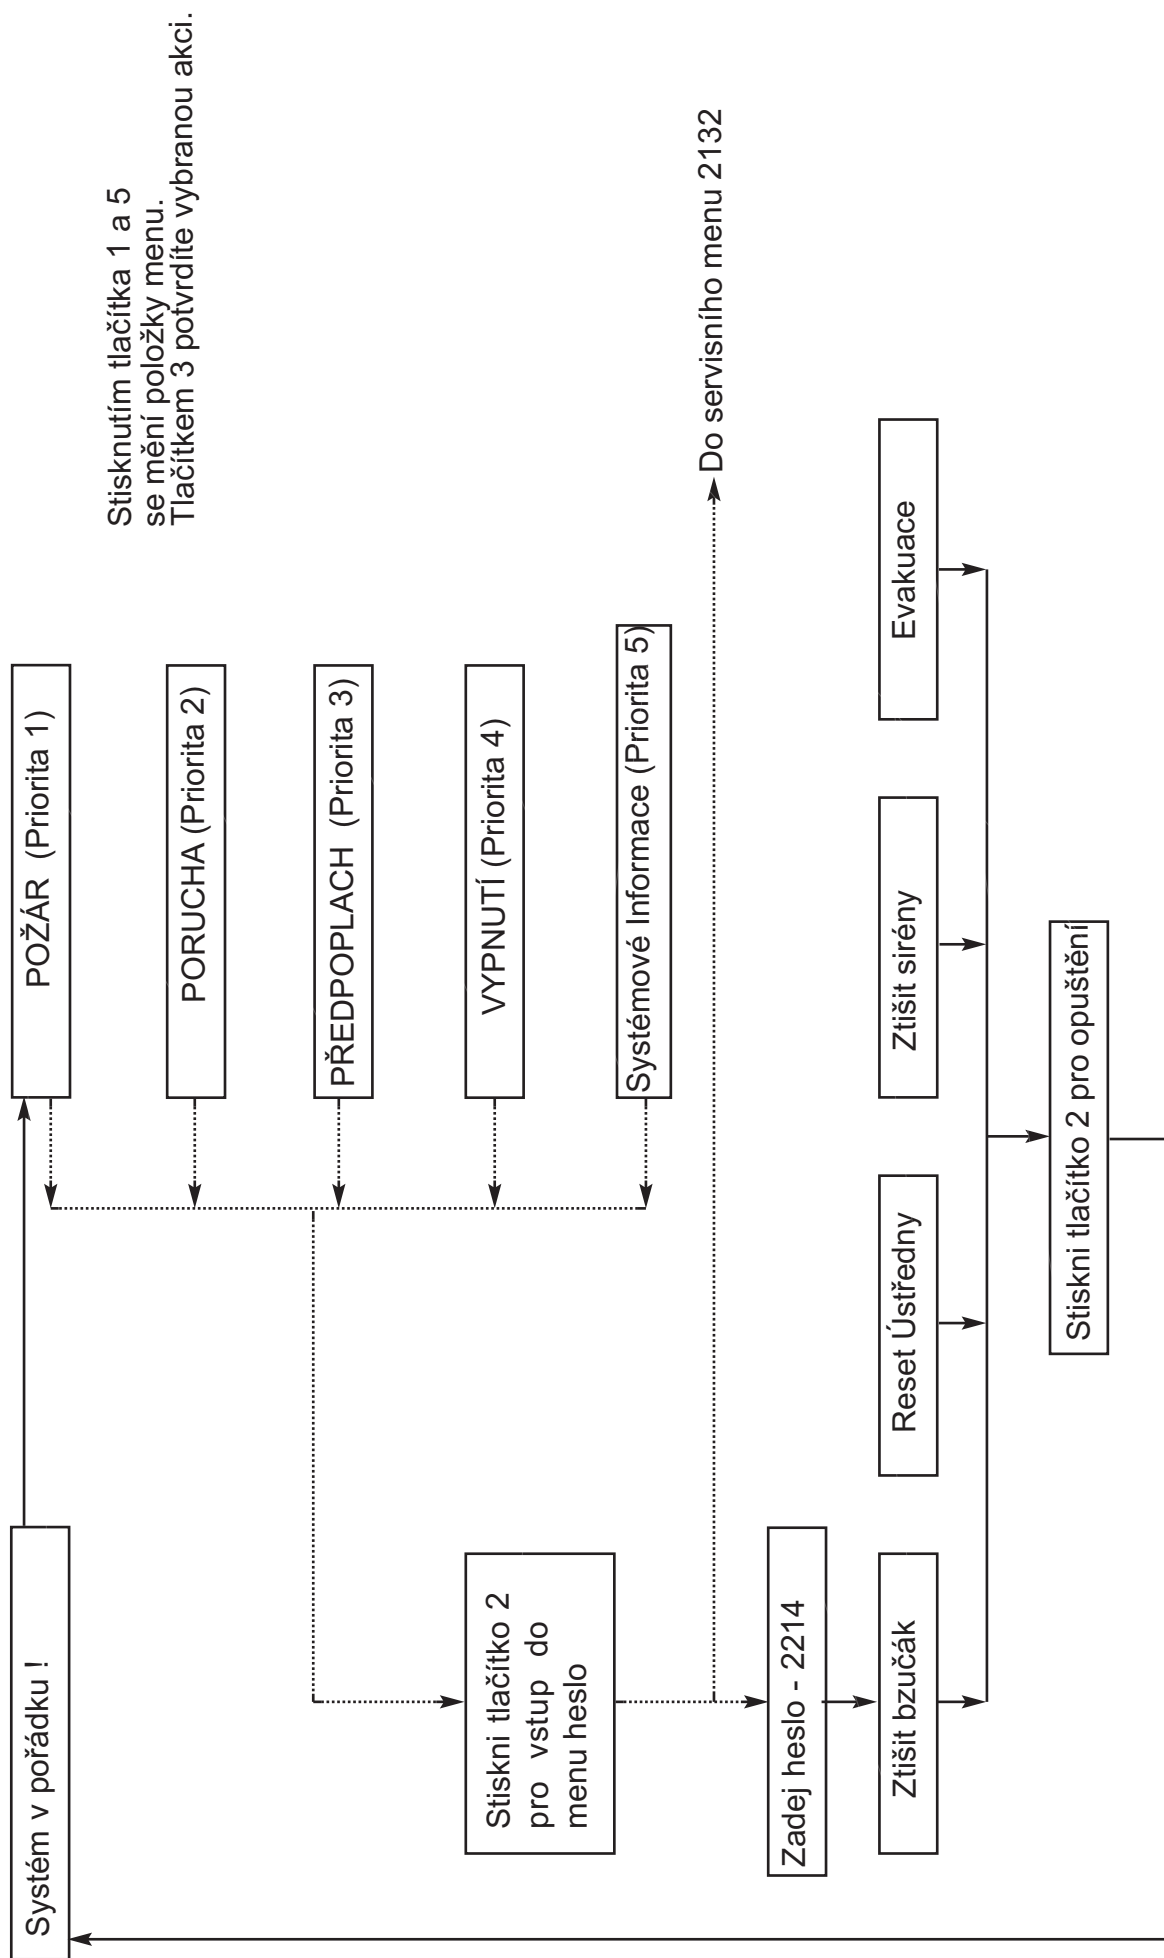 Systém v pořádku !
POŽÁR (Priorita 1)
PORUCHA (Priorita 2)
PŘEDPOPLACH (Priorita 3)
VYPNUTÍ (Priorita 4)
Systémové Informace (Priorita 5)
Stisknutím tlačítka 1 a 5
se mění položky menu.
Tlačítkem 3 potvrdíte vybranou akci.
Stiskni tlačítko 2
pro vstup do
menu heslo
Do servisního menu 2132
Zadej heslo - 2214
Ztišit bzučák
Reset Ústředny
Ztišit sirény
Evakuace
Stiskni tlačítko 2 pro opuštění